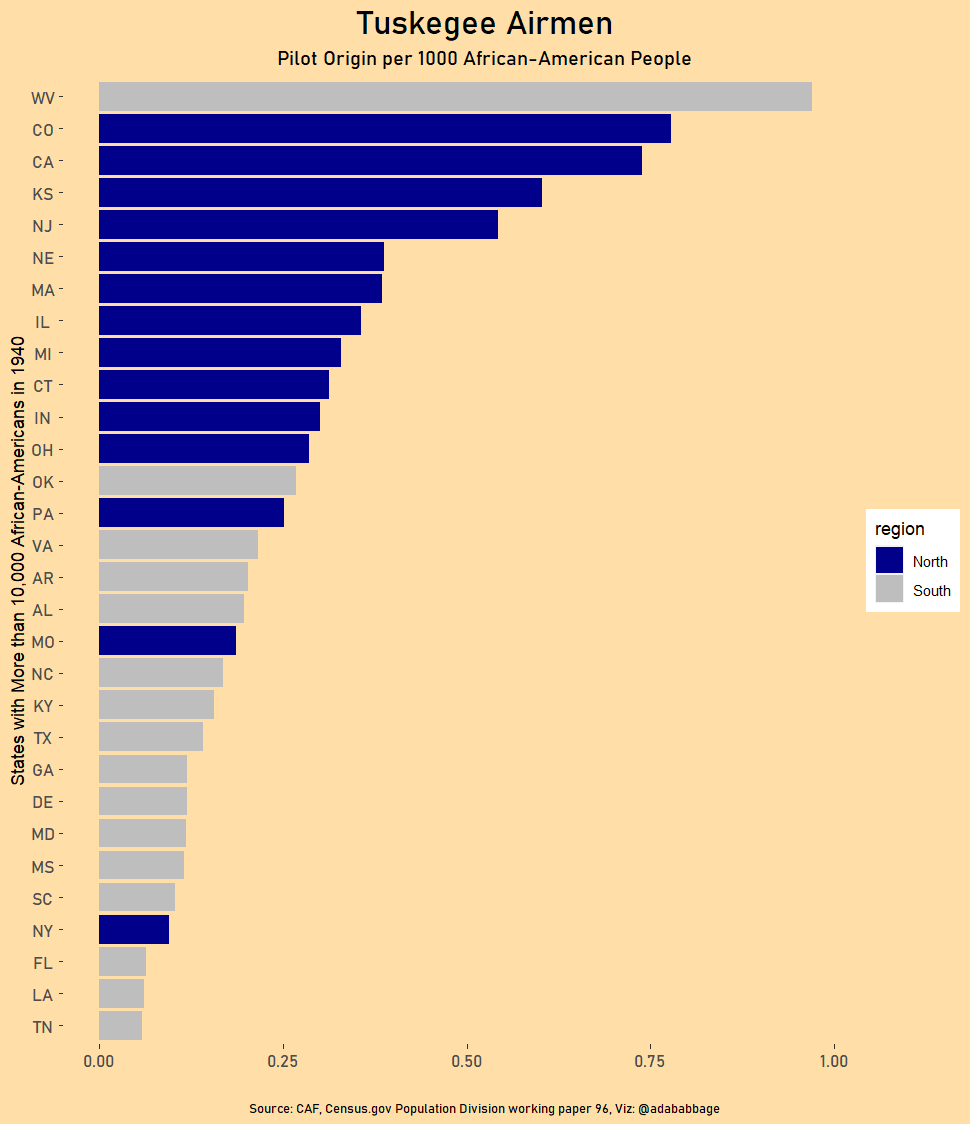 Tuskegee Airmen
Pilot Origin per 1000 African-American People
States with More than 10,000 African-Americans in 1940
WV
CO
CA
KS
NJ
NE
MA
IL
MI
CT
IN
OH
OK
PA
VA
AR
AL
MO
NC
KY
TX
GA
DE
MD
MS
SC
NY
FL
LA
TN
0.00 0.25 0.50 0.75 1.00
region
North
South
Source: CAF, Census.gov Population Division working paper 96, Viz: @adababbage